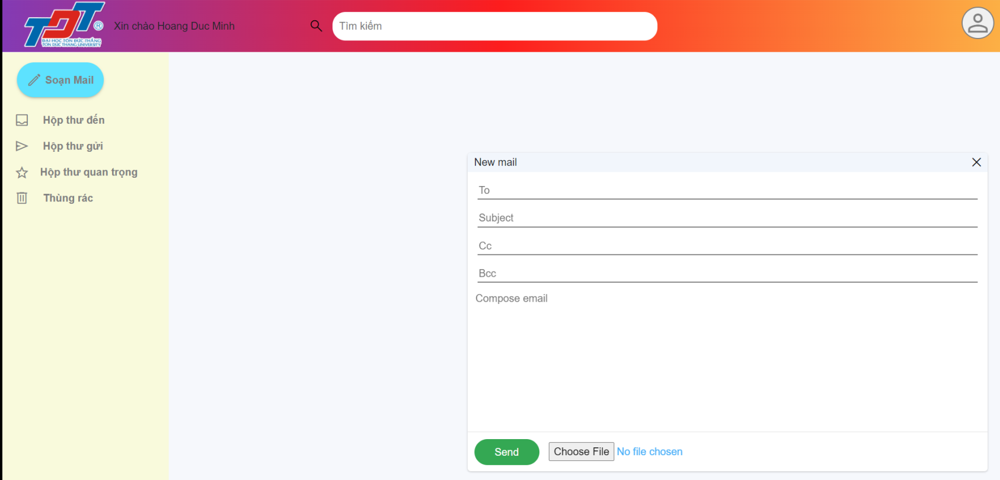 TDT®
ĐẠI HỌC TÔN ĐỨC THẮNG
TON DUC THANG UNIVERSITY
Xin chào Hoang Duc Minh
Tìm kiếm
Soạn Mail
Hộp thư đến
Hộp thư gửi
Hộp thư quan trọng
Thùng rác
New mail
To
Subject
Cc
Bcc
Compose email
Send
Choose File No file chosen